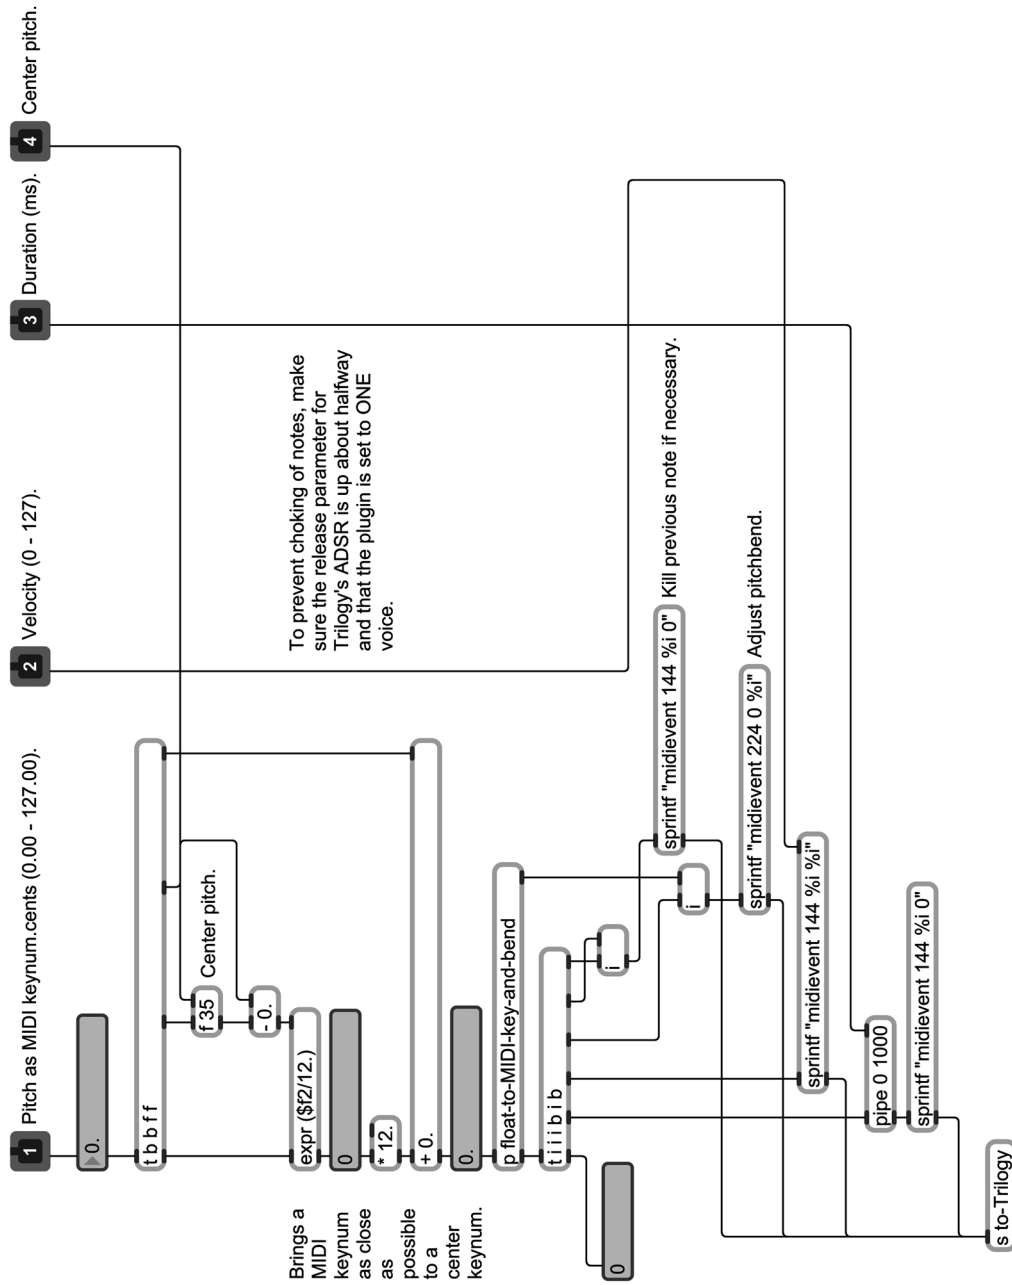 1 Pitch as MIDI keynum.cents (0.00 - 127.00).
2 Velocity (0 - 127).
3 Duration (ms).
4 Center pitch.
0.
t b b f f
f 35 Center pitch.
- 0.
To prevent choking of notes, make
sure the release parameter for
Trilogy's ADSR is up about halfway
and that the plugin is set to ONE
voice.
Brings a
MIDI
keynum
as close
as
possible
to a
center
keynum.
expr ($f2/12.)
0
* 12.
+ 0.
0.
p float-to-MIDI-key-and-bend
t i i i b i b
0
i
sprintf "midievent 144 %i 0" Kill previous note if necessary.
i
sprintf "midievent 224 0 %i" Adjust pitchbend.
sprintf "midievent 144 %i %i"
pipe 0 1000
sprintf "midievent 144 %i 0"
s to-Trilogy